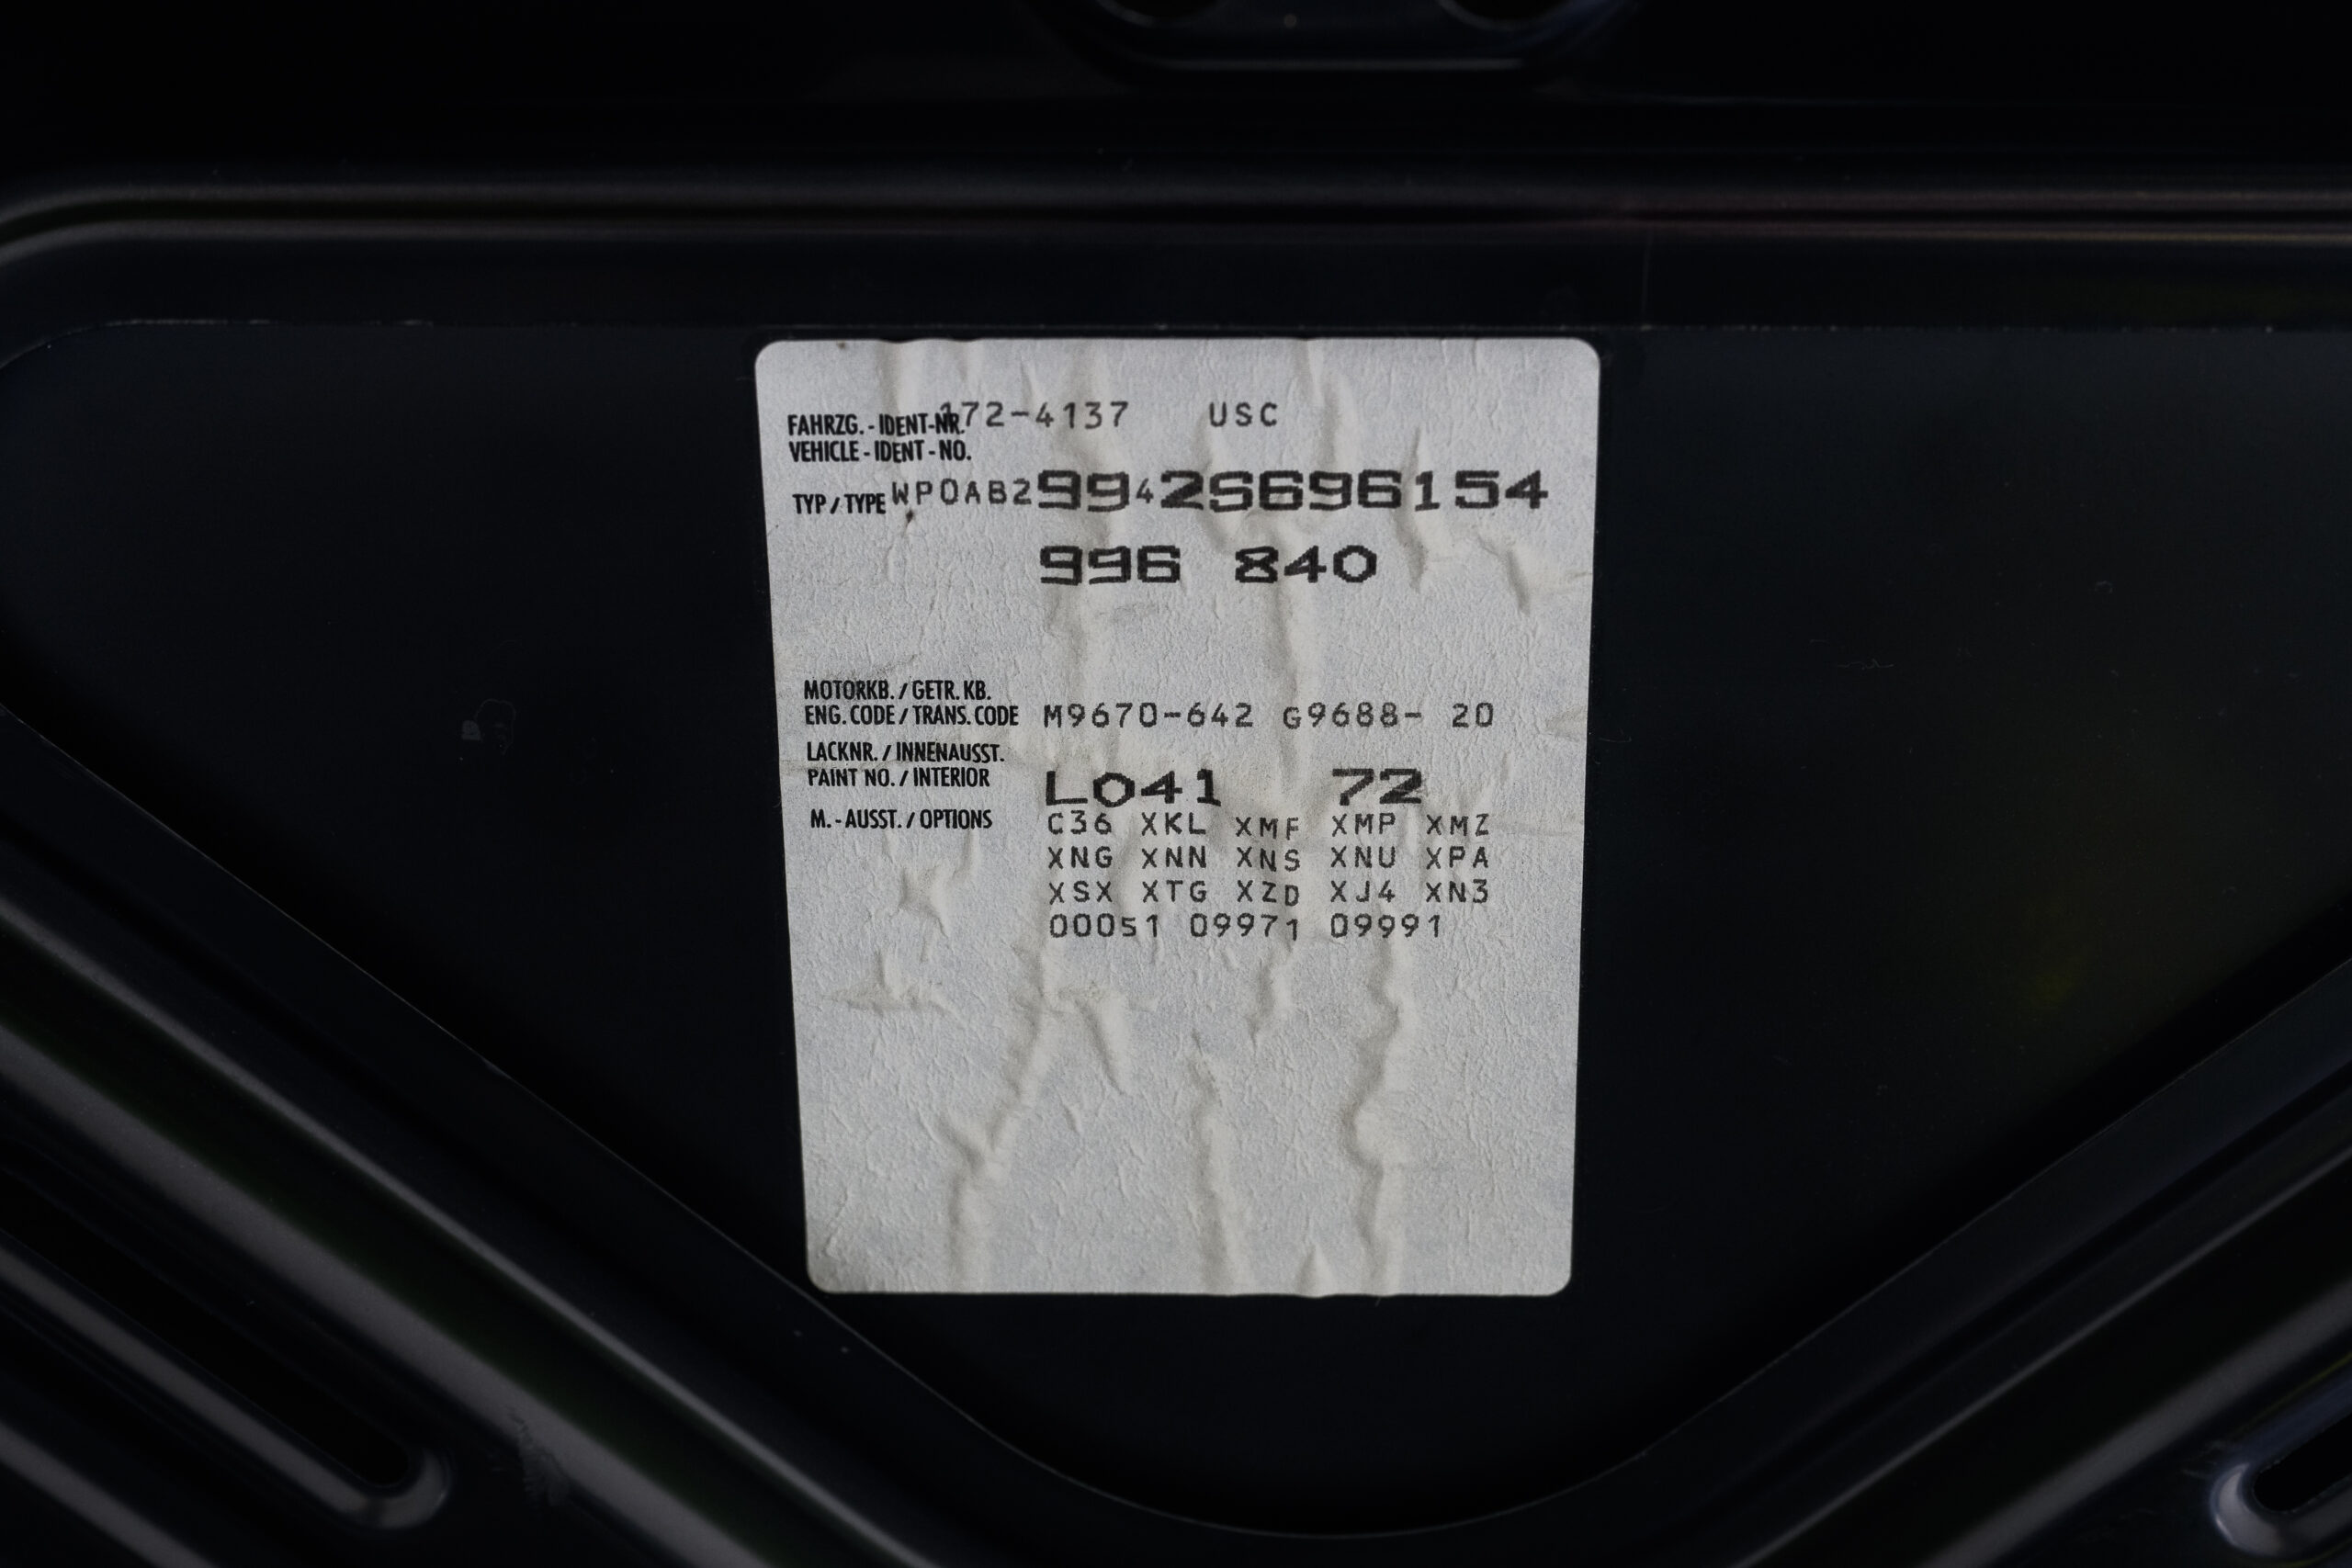 172-4137 USC
FAHRZG.-IDENT-NR.
VEHICLE-IDENT-NO.
TYP/TYPE WP0AB29942S696154
996 840
MOTORKB./GETR.KB.
ENG.CODE/TRANS.CODE M9670-642 G9688- 20
LACKNR./INNENAUSST.
PAINT NO./INTERIOR L041 72
M.-AUSST./OPTIONS C36 XKL XMF XMP XMZ
XNG XNN XNS XNU XPA
XSX XTG XZD XJ4 XN3
00051 09971 09991